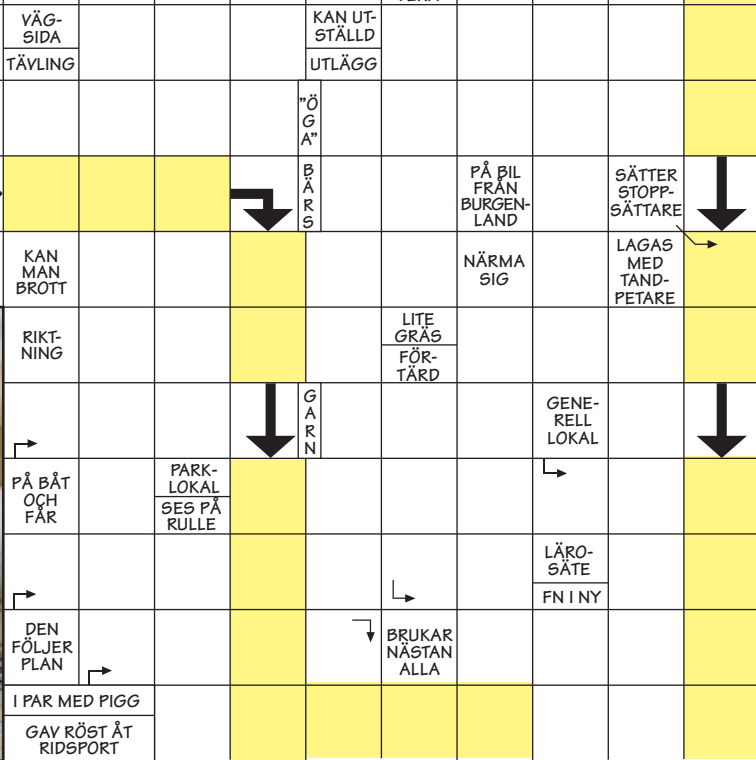 VÄG-
SIDA
TÄVLING
KAN UT-
STÄLLD
UTLÄGG
"Ö
G
A"
B
Ä
R
S
PÅ BIL
FRÅN
BURGEN-
LAND
SÄTTER
STOPP-
SÄTTARE
KAN
MAN
BROTT
NÄRMA
SIG
LAGAS
MED
TAND-
PETARE
RIKT-
NING
LITE
GRÄS
FÖR-
TÄRD
G
A
R
N
GENE-
RELL
LOKAL
PÅ BÅT
OCH
FÅR
PARK-
LOKAL
SES PÅ
RULLE
LÄRO-
SÄTE
FN I NY
DEN
FÖLJER
PLAN
BRUKAR
NÄSTAN
ALLA
I PAR MED PIGG
GAV RÖST ÅT
RIDSPORT